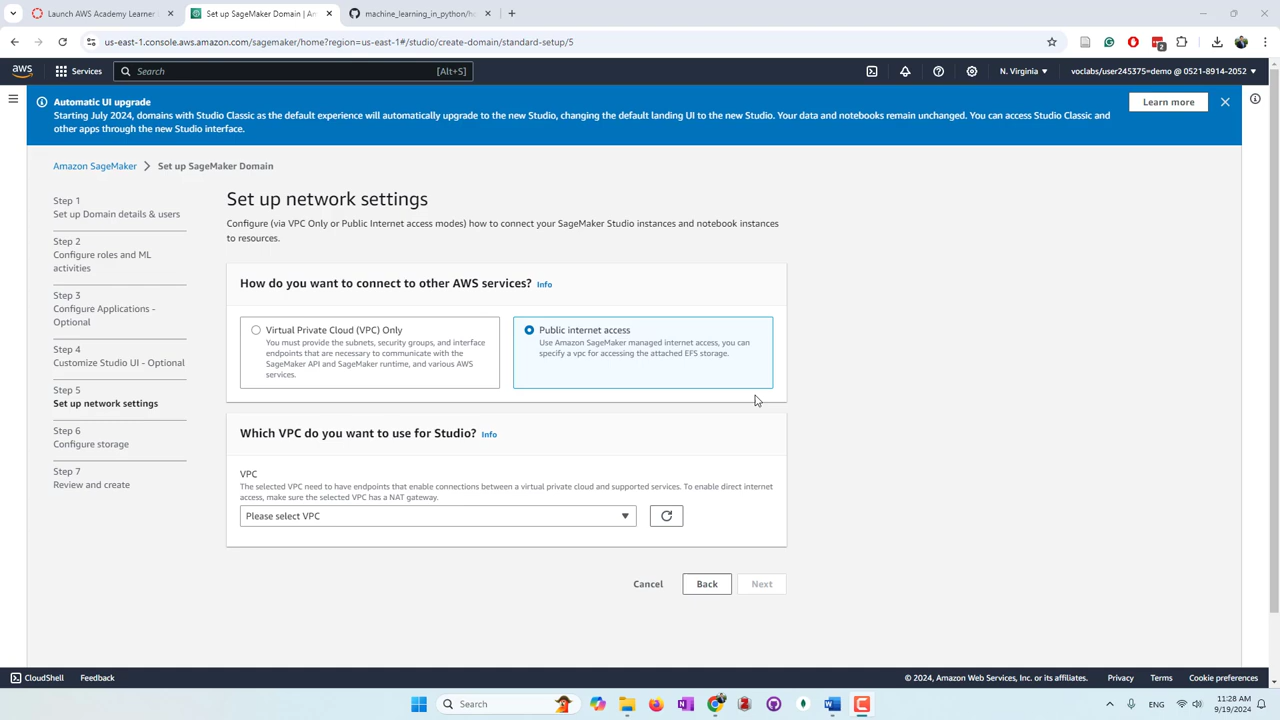 Launch AWS Academy Learner L
Set up SageMaker Domain | Am
machine_learning_in_python/ho
us-east-1.console.aws.amazon.com/sagemaker/home?region=us-east-1#/studio/create-domain/standard-setup/5
2
aws
Services
Search
[Alt+S]
N. Virginia
voclabs/user245375=demo @ 0521-8914-2052
Automatic UI upgrade
Starting July 2024, domains with Studio Classic as the default experience will automatically upgrade to the new Studio, changing the default landing UI to the new Studio. Your data and notebooks remain unchanged. You can access Studio Classic and
other apps through the new Studio interface.
Learn more
Amazon SageMaker
Set up SageMaker Domain
Step 1
Set up Domain details & users
Step 2
Configure roles and ML
activities
Step 3
Configure Applications -
Optional
Step 4
Customize Studio UI - Optional
Step 5
Set up network settings
Step 6
Configure storage
Step 7
Review and create
Set up network settings
Configure (via VPC Only or Public Internet access modes) how to connect your SageMaker Studio instances and notebook instances
to resources.
How do you want to connect to other AWS services? Info
Virtual Private Cloud (VPC) Only
You must provide the subnets, security groups, and interface
endpoints that are necessary to communicate with the
SageMaker API and SageMaker runtime, and various AWS
services.
Public internet access
Use Amazon SageMaker managed internet access, you can
specify a vpc for accessing the attached EFS storage.
Which VPC do you want to use for Studio? Info
VPC
The selected VPC need to have endpoints that enable connections between a virtual private cloud and supported services. To enable direct internet
access, make sure the selected VPC has a NAT gateway.
Please select VPC
Cancel
Back
Next
CloudShell
Feedback
© 2024, Amazon Web Services, Inc. or its affiliates.
Privacy
Terms
Cookie preferences
Search
ENG
11:28 AM
9/19/2024